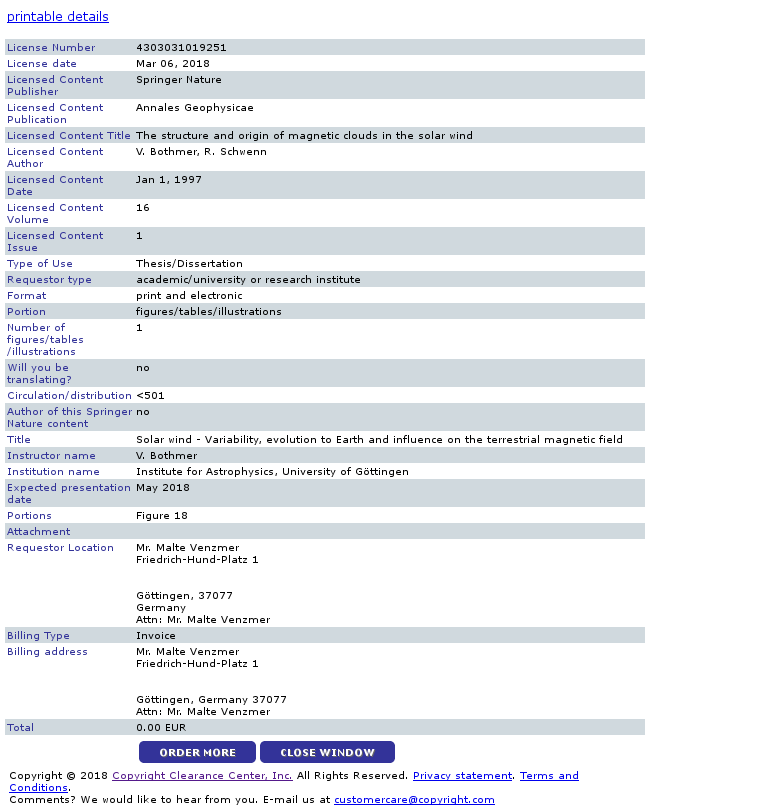 printable details
License Number 4303031019251
License date Mar 06, 2018
Licensed Content Springer Nature
Publisher
Licensed Content Annales Geophysicae
Publication
Licensed Content Title The structure and origin of magnetic clouds in the solar wind
Licensed Content V. Bothmer, R. Schwenn
Author
Licensed Content Jan 1, 1997
Date
Licensed Content 16
Volume
Licensed Content 1
Issue
Type of Use Thesis/Dissertation
Requestor type academic/university or research institute
Format print and electronic
Portion figures/tables/illustrations
Number of 1
figures/tables
/illustrations
Will you be no
translating?
Circulation/distribution <501
Author of this Springer no
Nature content
Title Solar wind - Variability, evolution to Earth and influence on the terrestrial magnetic field
Instructor name V. Bothmer
Institution name Institute for Astrophysics, University of Göttingen
Expected presentation May 2018
date
Portions Figure 18
Attachment
Requestor Location Mr. Malte Venzmer
Friedrich-Hund-Platz 1
Göttingen, 37077
Germany
Attn: Mr. Malte Venzmer
Billing Type Invoice
Billing address Mr. Malte Venzmer
Friedrich-Hund-Platz 1
Göttingen, Germany 37077
Attn: Mr. Malte Venzmer
Total 0.00 EUR
ORDER MORE CLOSE WINDOW
Copyright © 2018 Copyright Clearance Center, Inc. All Rights Reserved. Privacy statement. Terms and
Conditions.
Comments? We would like to hear from you. E-mail us at customercare@copyright.com